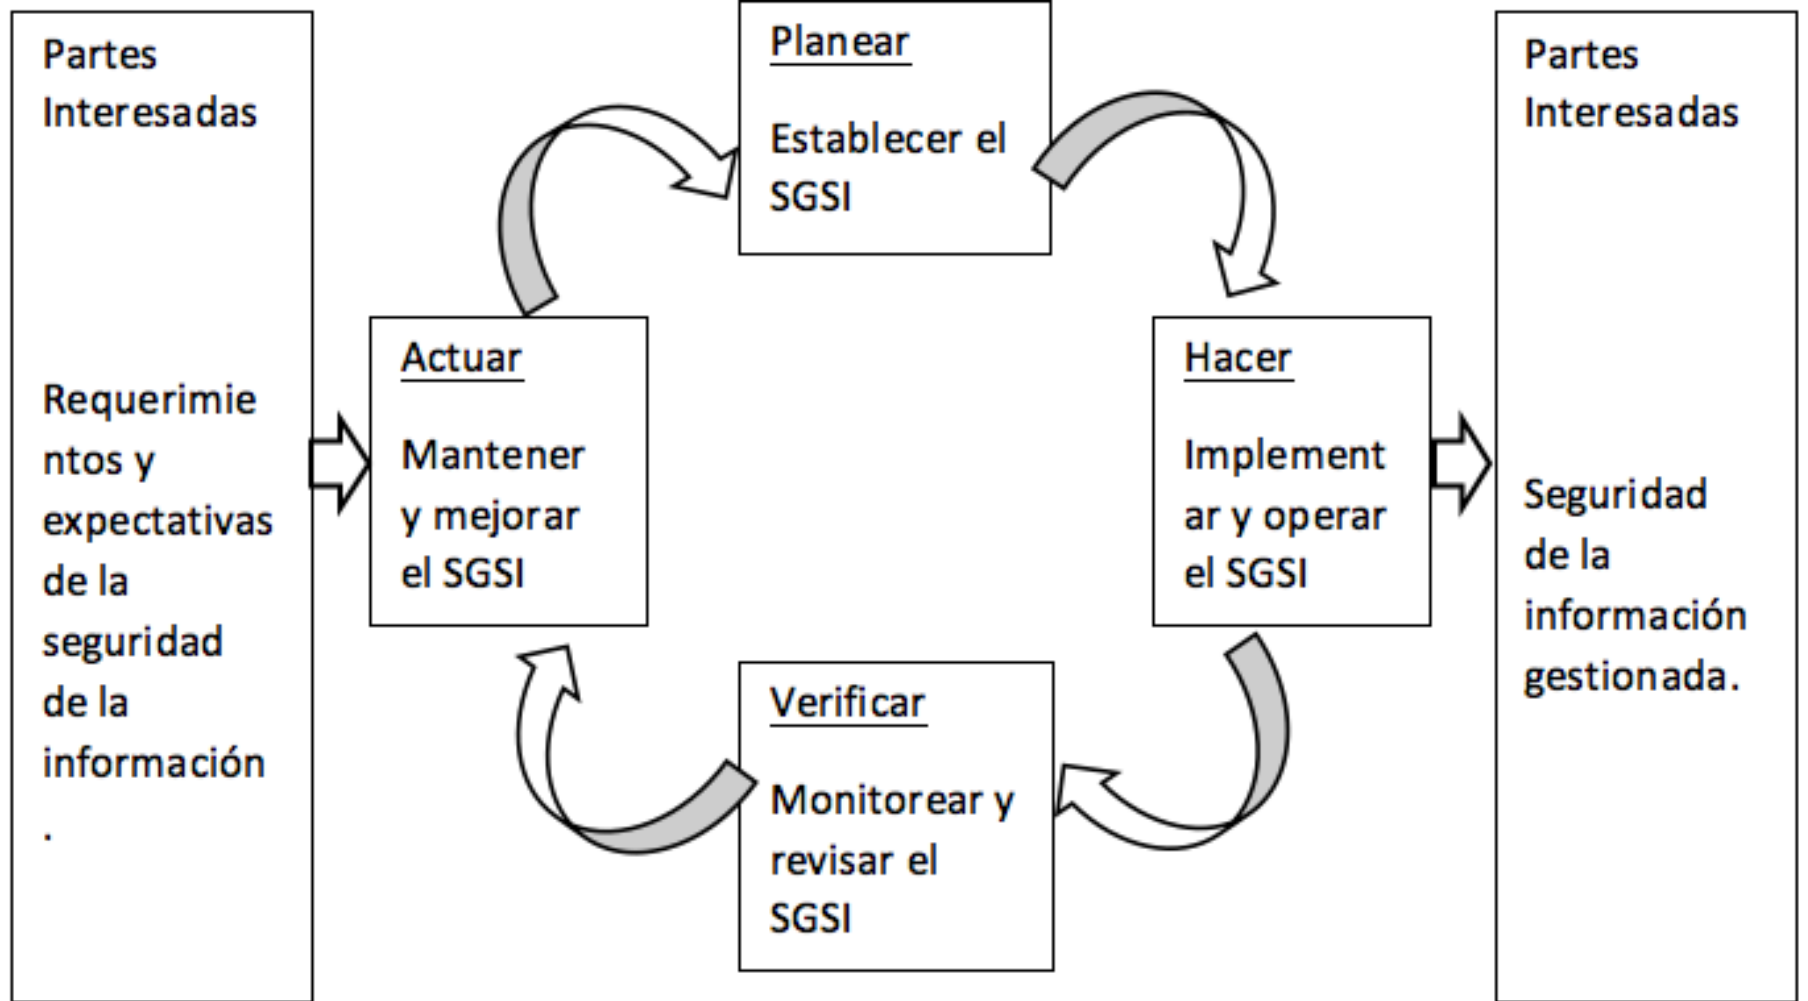 Partes
Interesadas
Requerimie
ntos y
expectativas
de la
seguridad
de la
información
.
Planear
Establecer el
SGSI
Actuar
Mantener
y mejorar
el SGSI
Hacer
Implement
ar y operar
el SGSI
Verificar
Monitorear y
revisar el
SGSI
Partes
Interesadas
Seguridad
de la
información
gestionada.